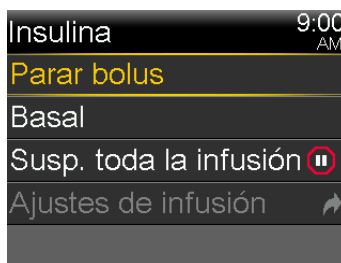 Insulina 9:00
AM
Parar bolus
Basal
Susp. toda la infusión
Ajustes de infusión